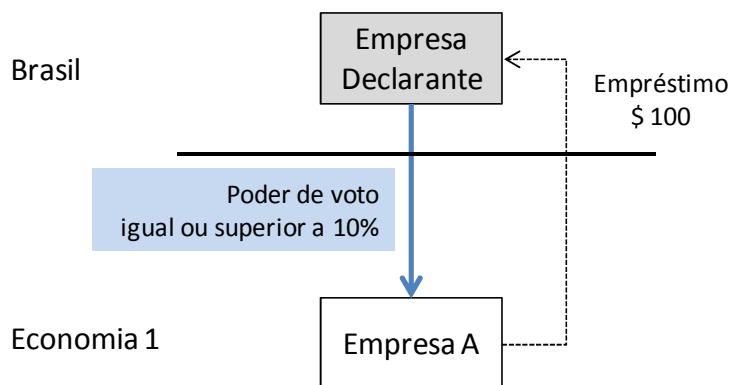 Brasil
Empresa
Declarante
Empréstimo
$ 100
Poder de voto
igual ou superior a 10%
Economia 1
Empresa A